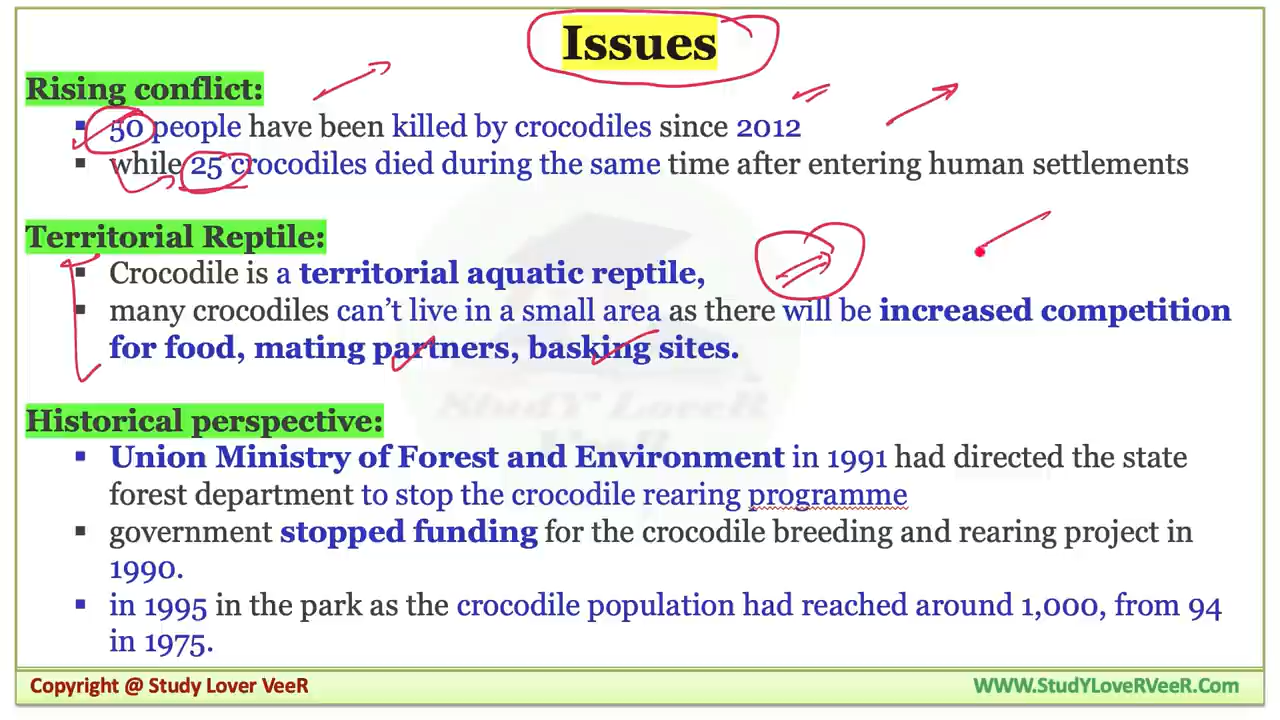 Issues
Rising conflict:
▪ 50 people have been killed by crocodiles since 2012
▪ while 25 crocodiles died during the same time after entering human settlements
Territorial Reptile:
▪ Crocodile is a territorial aquatic reptile,
▪ many crocodiles can’t live in a small area as there will be increased competition
for food, mating partners, basking sites.
Historical perspective:
▪ Union Ministry of Forest and Environment in 1991 had directed the state
forest department to stop the crocodile rearing programme
▪ government stopped funding for the crocodile breeding and rearing project in
1990.
▪ in 1995 in the park as the crocodile population had reached around 1,000, from 94
in 1975.
StudY LoveR
VeeR
Copyright @ Study Lover VeeR
WWW.StudYLoveRVeeR.Com